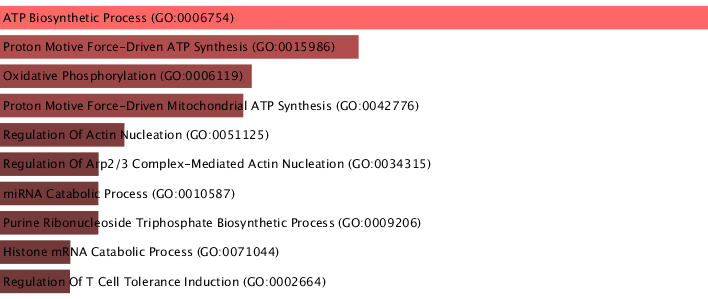 ATP Biosynthetic Process (GO:0006754)
Proton Motive Force-Driven ATP Synthesis (GO:0015986)
Oxidative Phosphorylation (GO:0006119)
Proton Motive Force-Driven Mitochondrial ATP Synthesis (GO:0042776)
Regulation Of Actin Nucleation (GO:0051125)
Regulation Of Arp2/3 Complex-Mediated Actin Nucleation (GO:0034315)
miRNA Catabolic Process (GO:0010587)
Purine Ribonucleoside Triphosphate Biosynthetic Process (GO:0009206)
Histone mRNA Catabolic Process (GO:0071044)
Regulation Of T Cell Tolerance Induction (GO:0002664)